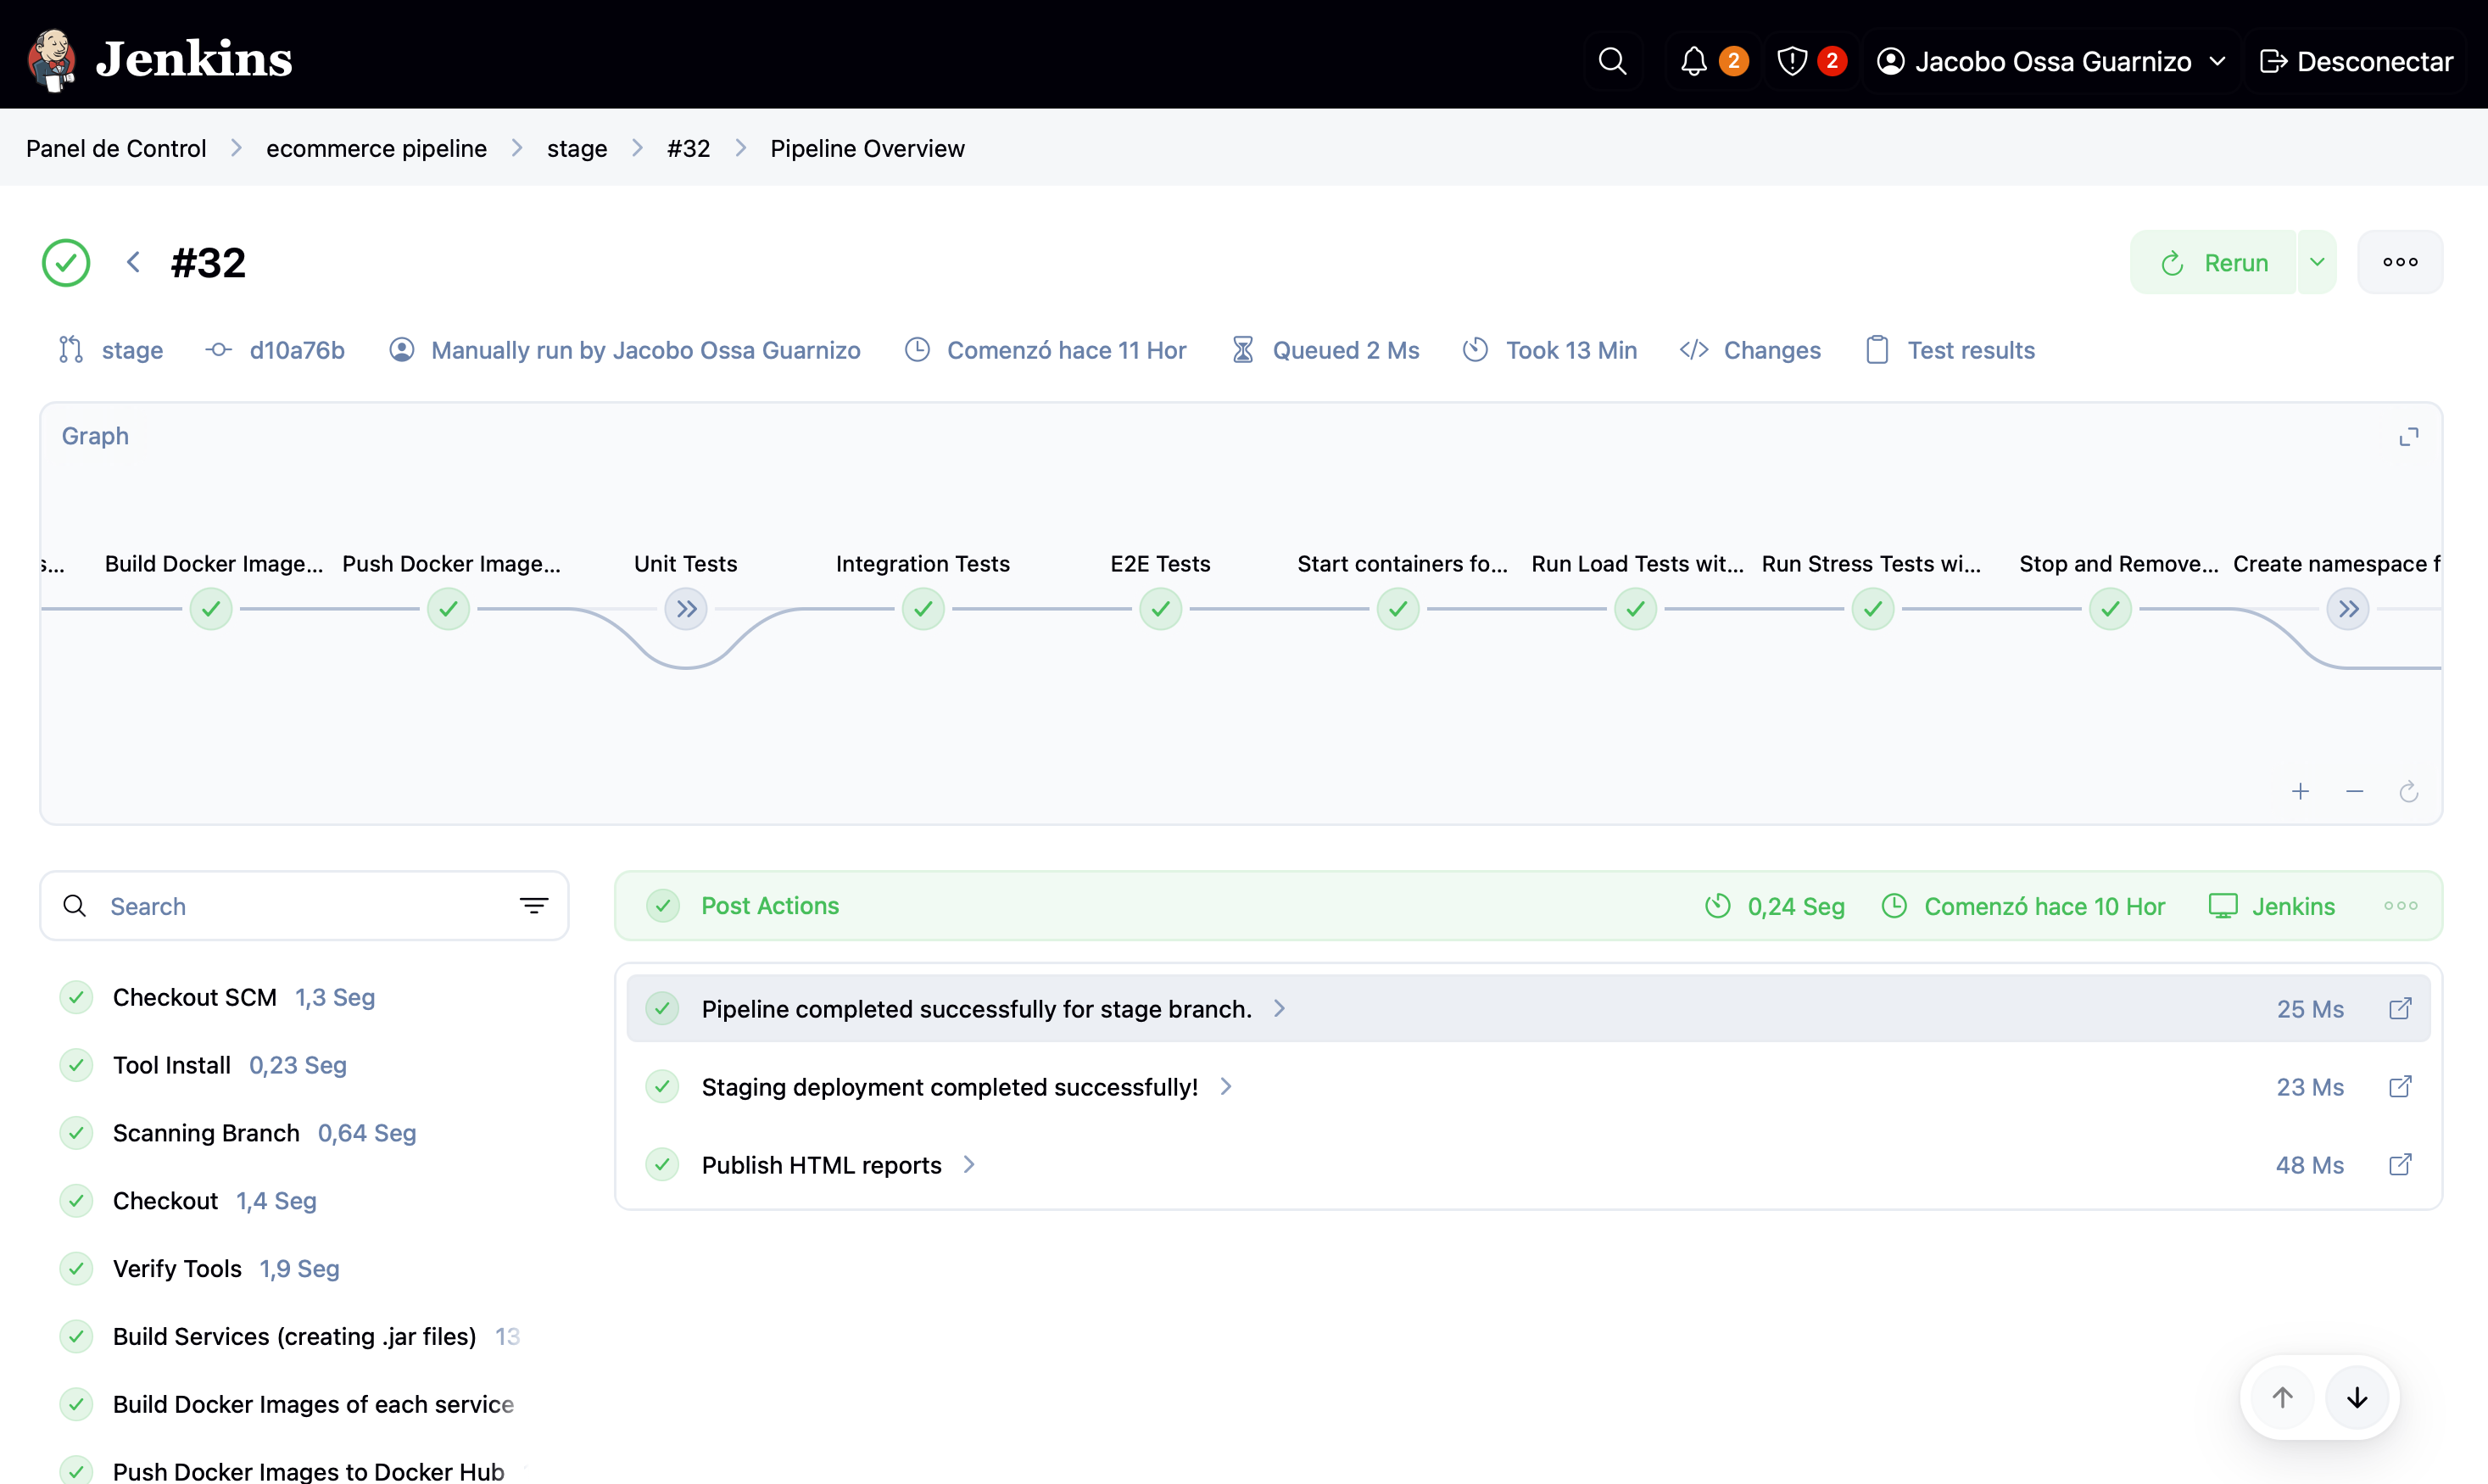 Jenkins
2
2
Jacobo Ossa Guarnizo
Desconectar
Panel de Control
ecommerce pipeline
stage
#32
Pipeline Overview
#32
Rerun
stage
d10a76b
Manually run by Jacobo Ossa Guarnizo
Comenzó hace 11 Hor
Queued 2 Ms
Took 13 Min
Changes
Test results
Graph
s...
Build Docker Image...
Push Docker Image...
Unit Tests
Integration Tests
E2E Tests
Start containers fo...
Run Load Tests wit...
Run Stress Tests wi...
Stop and Remove...
Create namespace f
Search
Checkout SCM 1,3 Seg
Tool Install 0,23 Seg
Scanning Branch 0,64 Seg
Checkout 1,4 Seg
Verify Tools 1,9 Seg
Build Services (creating .jar files) 13
Build Docker Images of each service
Push Docker Images to Docker Hub
Post Actions
0,24 Seg
Comenzó hace 10 Hor
Jenkins
Pipeline completed successfully for stage branch.
25 Ms
Staging deployment completed successfully!
23 Ms
Publish HTML reports
48 Ms